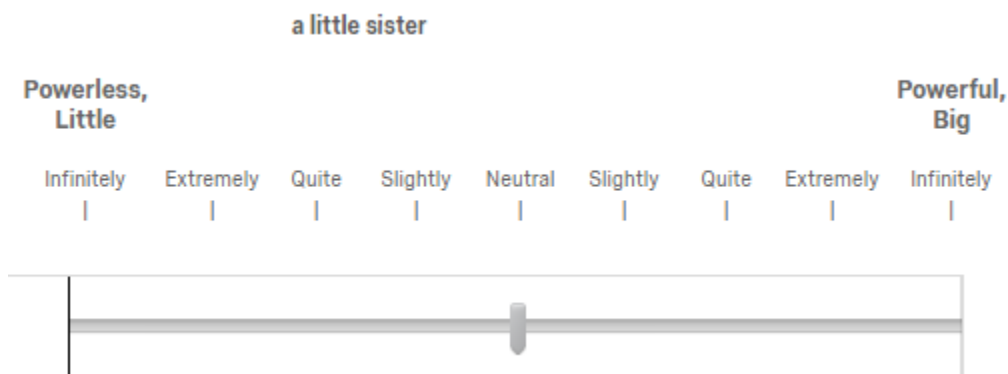 a little sister
Powerless, Powerful,
Little Big
Infinitely Extremely Quite Slightly Neutral Slightly Quite Extremely Infinitely